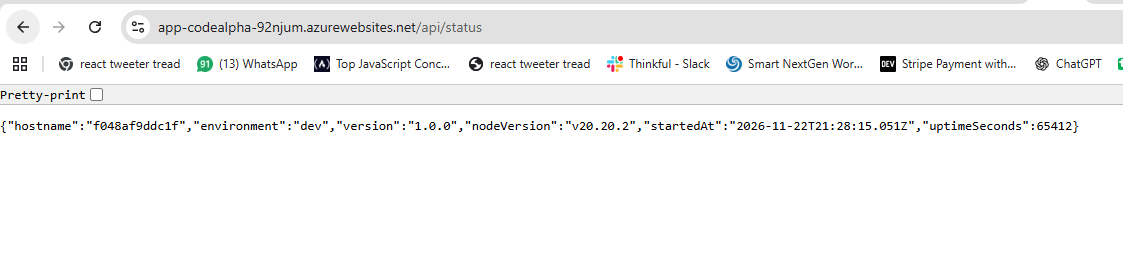 app-codealpha-92njum.azurewebsites.net/api/status
react tweeter tread 91 (13) WhatsApp (A) Top JavaScript Conc... react tweeter tread Thinkful - Slack Smart NextGen Wor... DEV Stripe Payment with... ChatGPT
Pretty-print
{"hostname":"f048af9ddc1f","environment":"dev","version":"1.0.0","nodeVersion":"v20.20.2","startedAt":"2026-11-22T21:28:15.051Z","uptimeSeconds":65412}